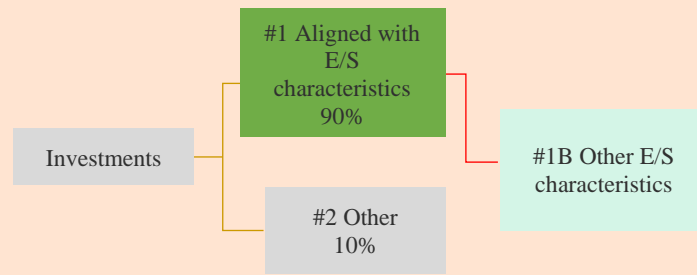 #1 Aligned with
E/S
characteristics
90%
Investments
#1B Other E/S
characteristics
#2 Other
10%